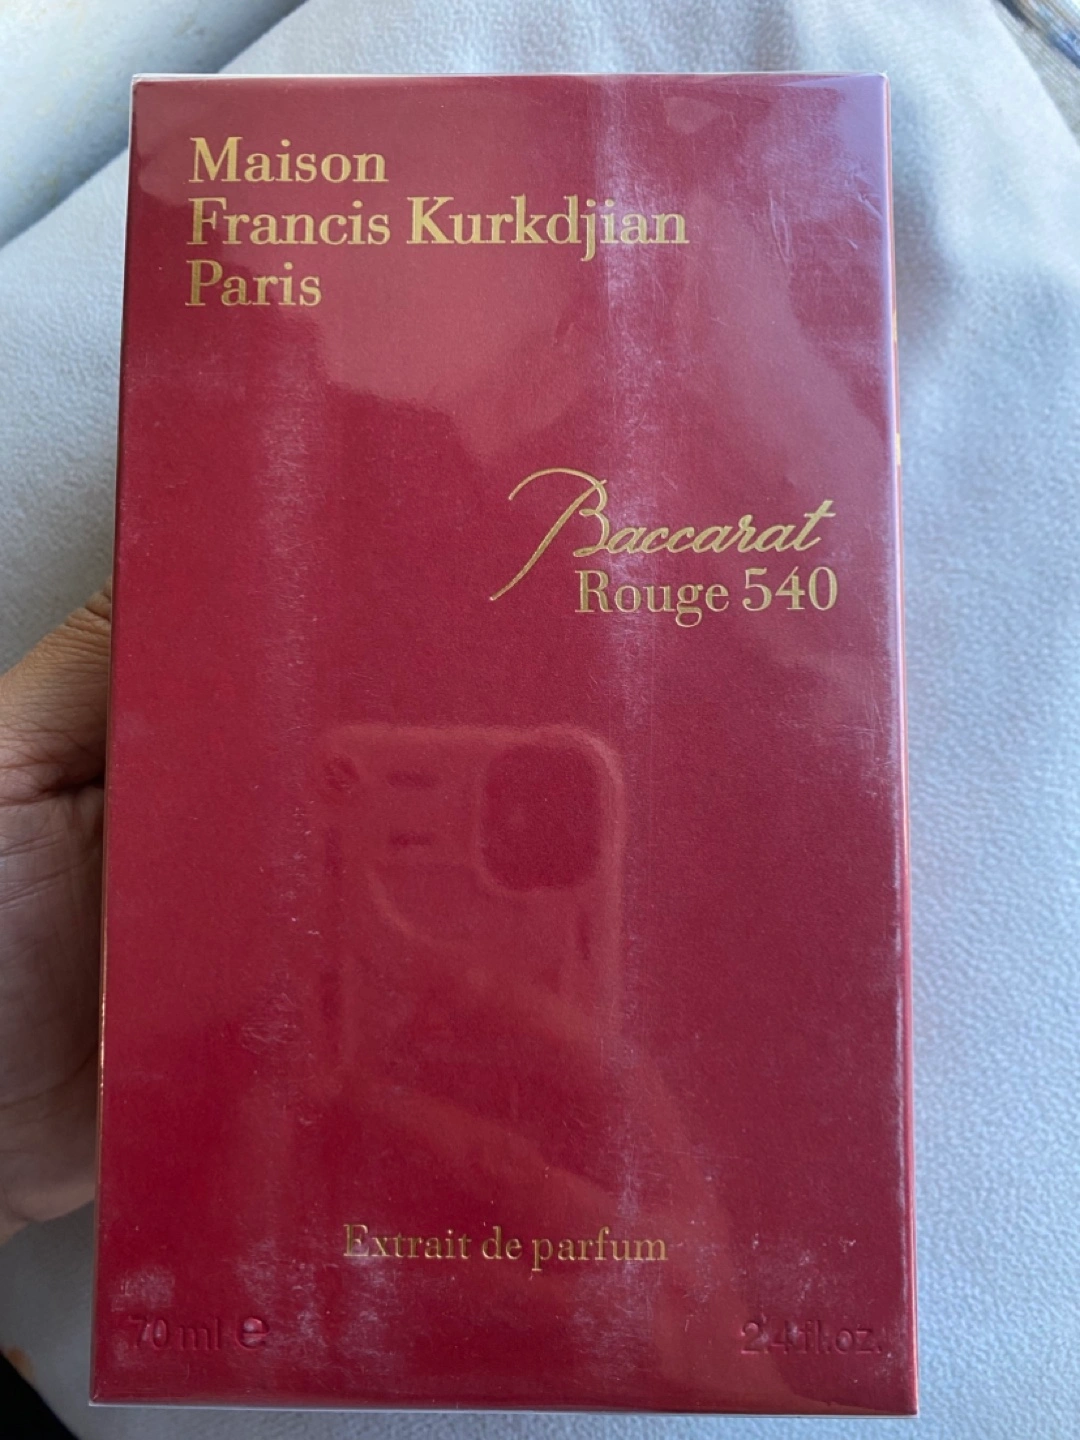 Maison
Francis Kurkdjian
Paris
Baccarat
Rouge 540
Extrait de parfum
70 ml e 2.4 fl.oz.